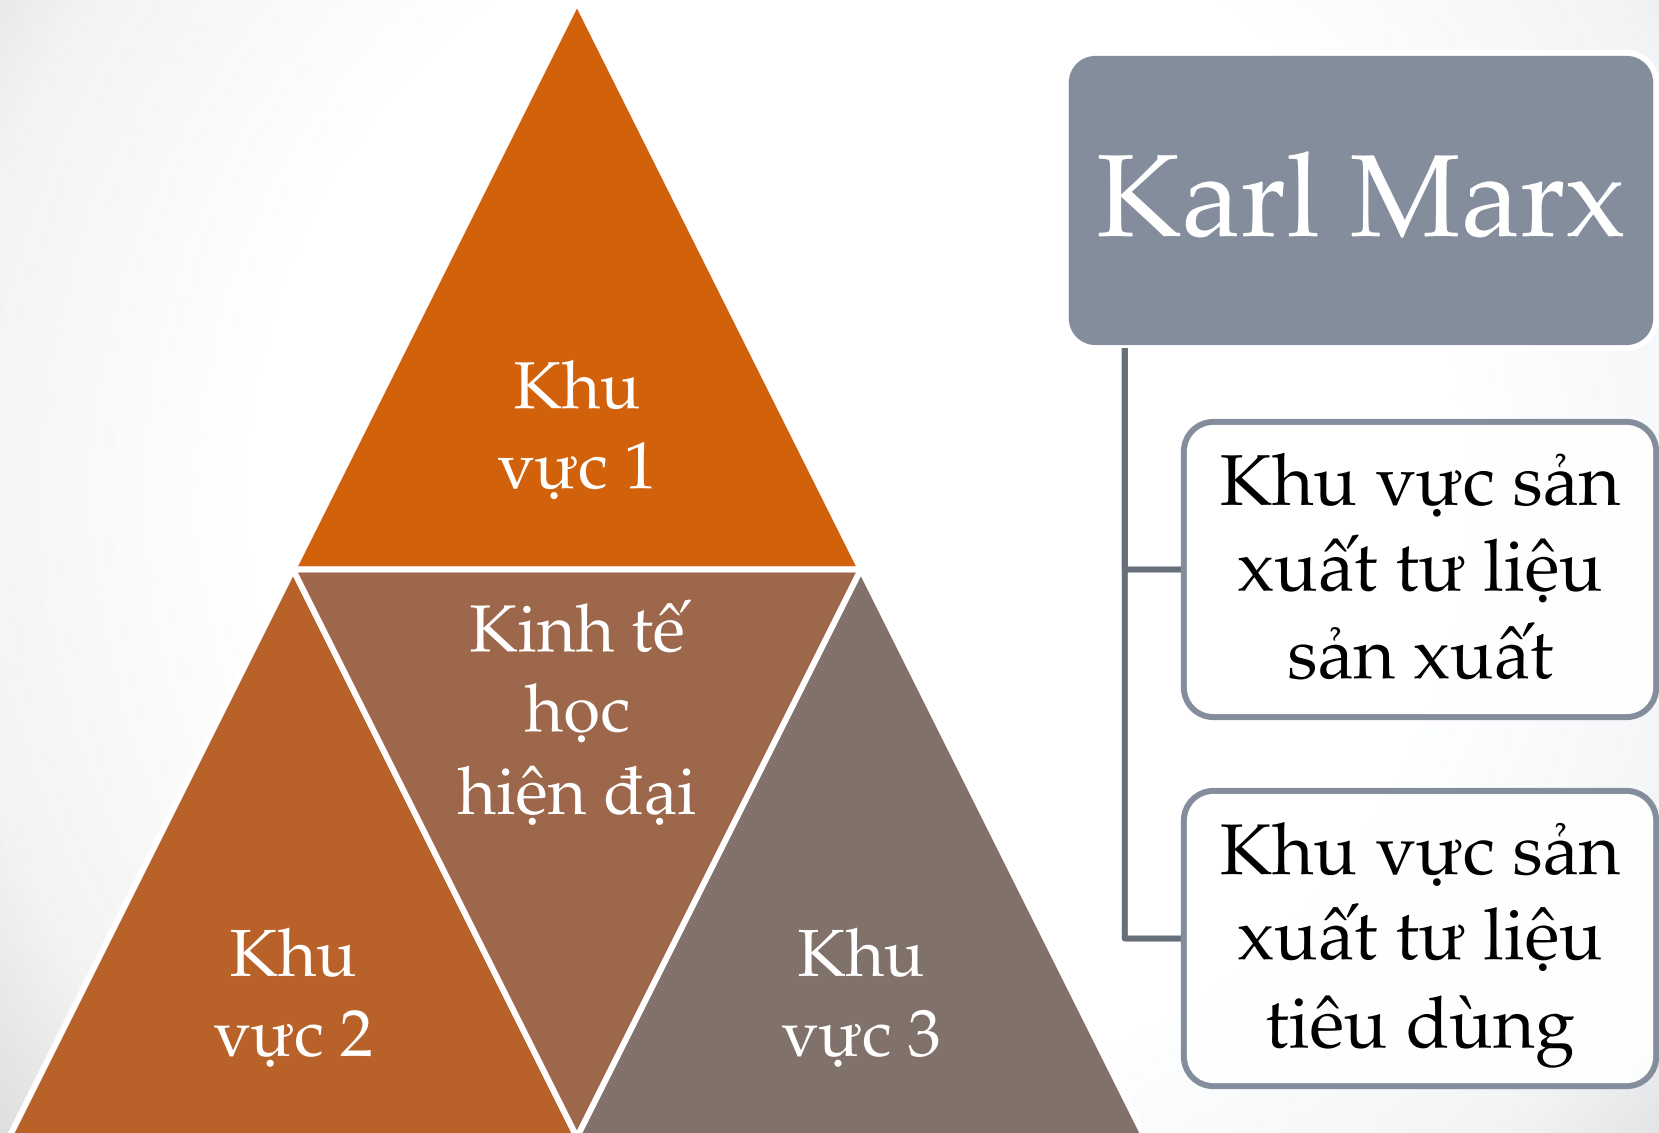 Khu
vực 1
Kinh tế
học
hiện đại
Khu
vực 2
Khu
vực 3
Karl Marx
Khu vực sản
xuất tư liệu
sản xuất
Khu vực sản
xuất tư liệu
tiêu dùng